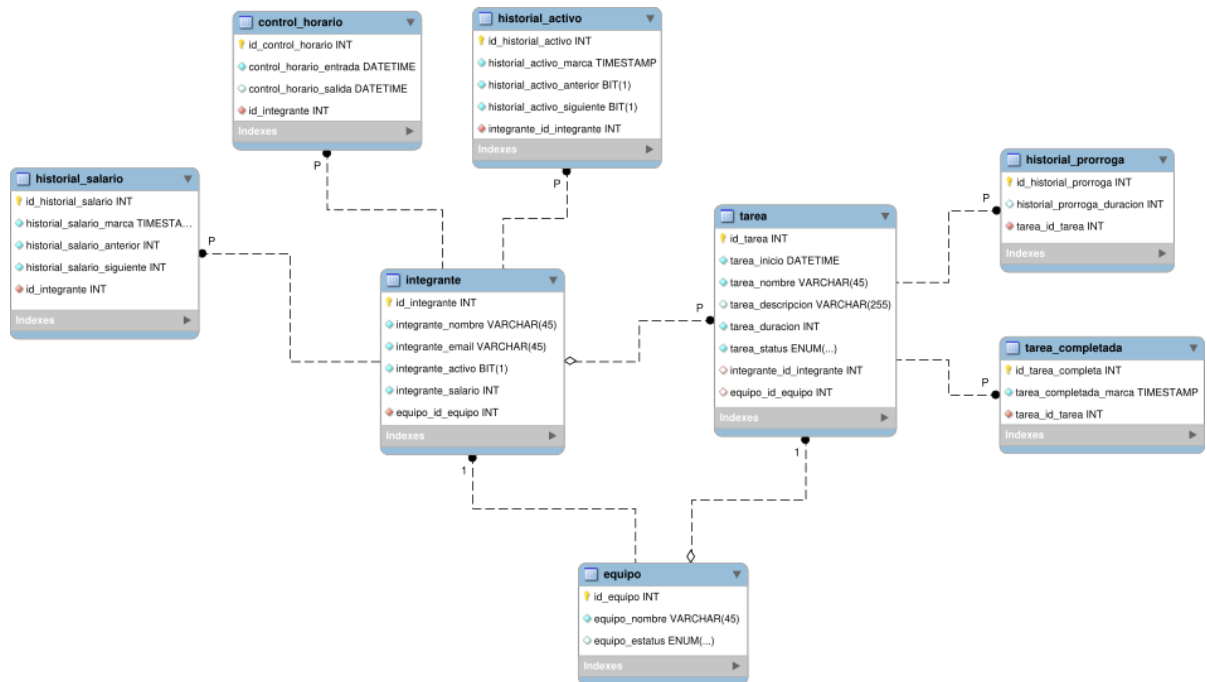 control_horario
id_control_horario INT
control_horario_entrada DATETIME
control_horario_salida DATETIME
id_integrante INT
Indexes
historial_activo
id_historial_activo INT
historial_activo_marca TIMESTAMP
historial_activo_anterior BIT(1)
historial_activo_siguiente BIT(1)
integrante_id_integrante INT
Indexes
historial_salario
id_historial_salario INT
historial_salario_marca TIMESTA...
historial_salario_anterior INT
historial_salario_siguiente INT
id_integrante INT
Indexes
P
P
P
integrante
id_integrante INT
integrante_nombre VARCHAR(45)
integrante_email VARCHAR(45)
integrante_activo BIT(1)
integrante_salario INT
equipo_id_equipo INT
Indexes
1
P
tarea
id_tarea INT
tarea_inicio DATETIME
tarea_nombre VARCHAR(45)
tarea_descripcion VARCHAR(255)
tarea_duracion INT
tarea_status ENUM(...)
integrante_id_integrante INT
equipo_id_equipo INT
Indexes
1
P
historial_prorroga
id_historial_prorroga INT
historial_prorroga_duracion INT
tarea_id_tarea INT
Indexes
P
tarea_completada
id_tarea_completa INT
tarea_completada_marca TIMESTAMP
tarea_id_tarea INT
Indexes
equipo
id_equipo INT
equipo_nombre VARCHAR(45)
equipo_estatus ENUM(...)
Indexes